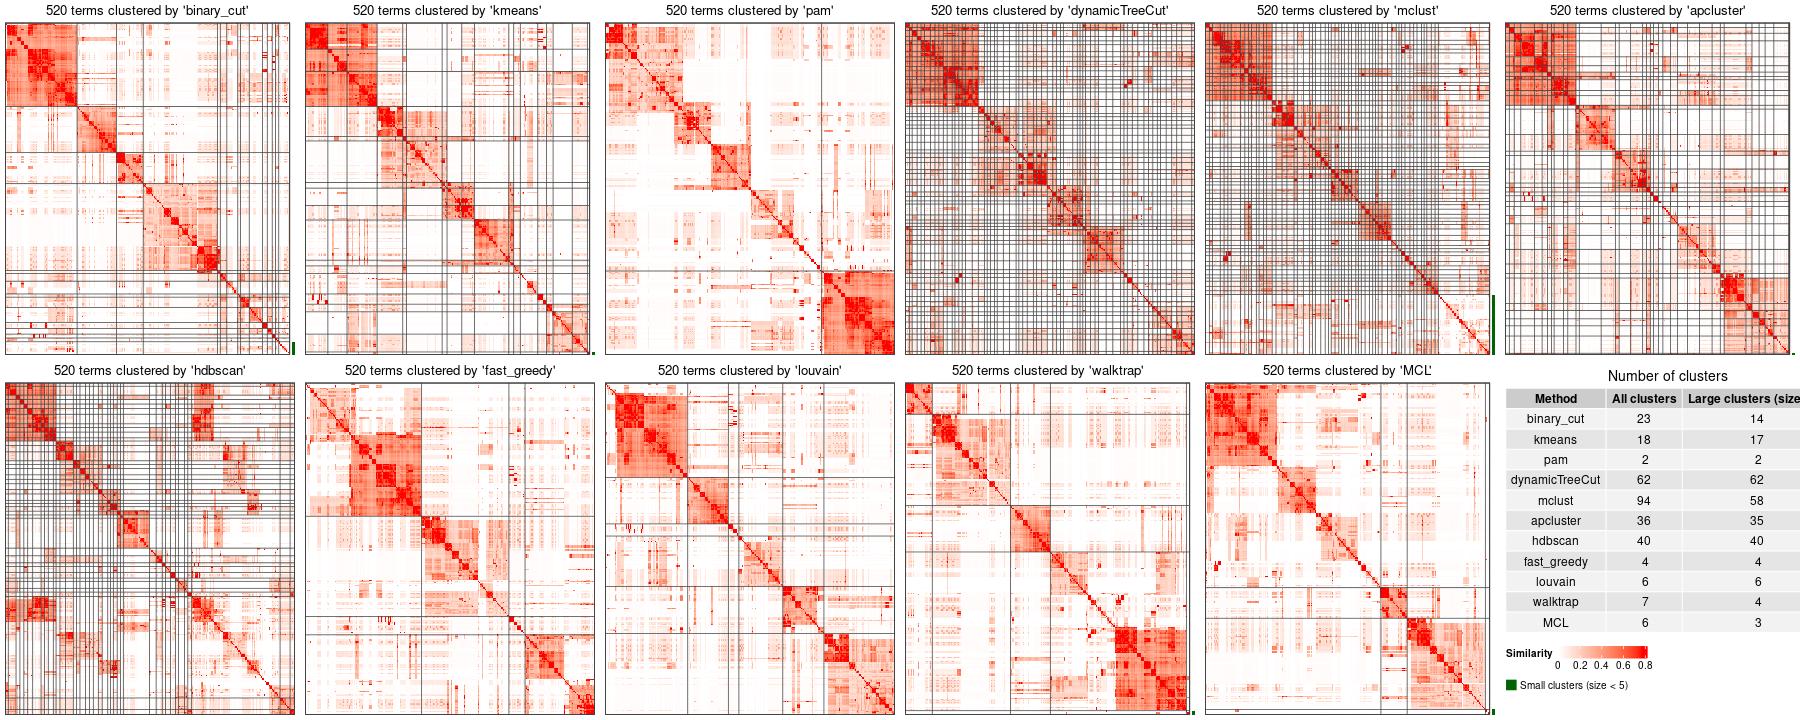 520 terms clustered by 'binary_cut'
520 terms clustered by 'kmeans'
520 terms clustered by 'pam'
520 terms clustered by 'dynamicTreeCut'
520 terms clustered by 'mclust'
520 terms clustered by 'apcluster'
520 terms clustered by 'hdbscan'
520 terms clustered by 'fast_greedy'
520 terms clustered by 'louvain'
520 terms clustered by 'walktrap'
520 terms clustered by 'MCL'
Number of clusters
Method All clusters Large clusters (size
binary_cut 23 14
kmeans 18 17
pam 2 2
dynamicTreeCut 62 62
mclust 94 58
apcluster 36 35
hdbscan 40 40
fast_greedy 4 4
louvain 6 6
walktrap 7 4
MCL 6 3
Similarity
0 0.2 0.4 0.6 0.8
Small clusters (size < 5)